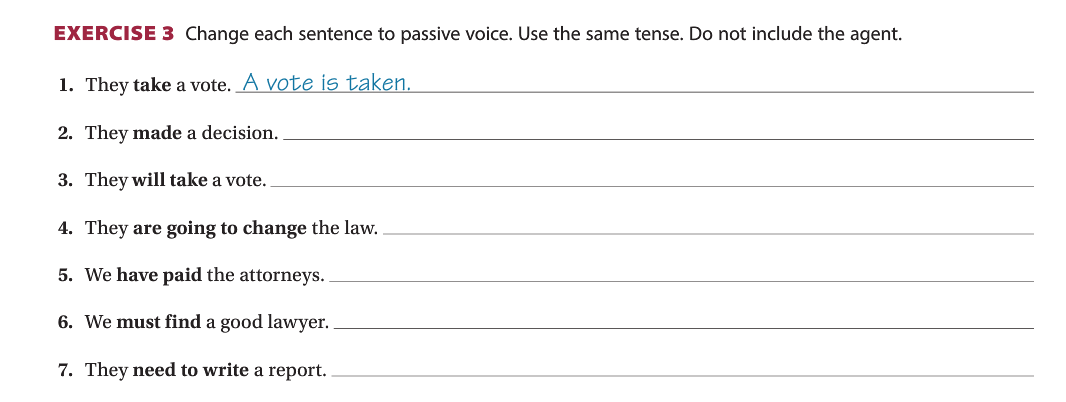 EXERCISE 3 Change each sentence to passive voice. Use the same tense. Do not include the agent.
1. They take a vote. A vote is taken.
2. They made a decision.
3. They will take a vote.
4. They are going to change the law.
5. We have paid the attorneys.
6. We must find a good lawyer.
7. They need to write a report.